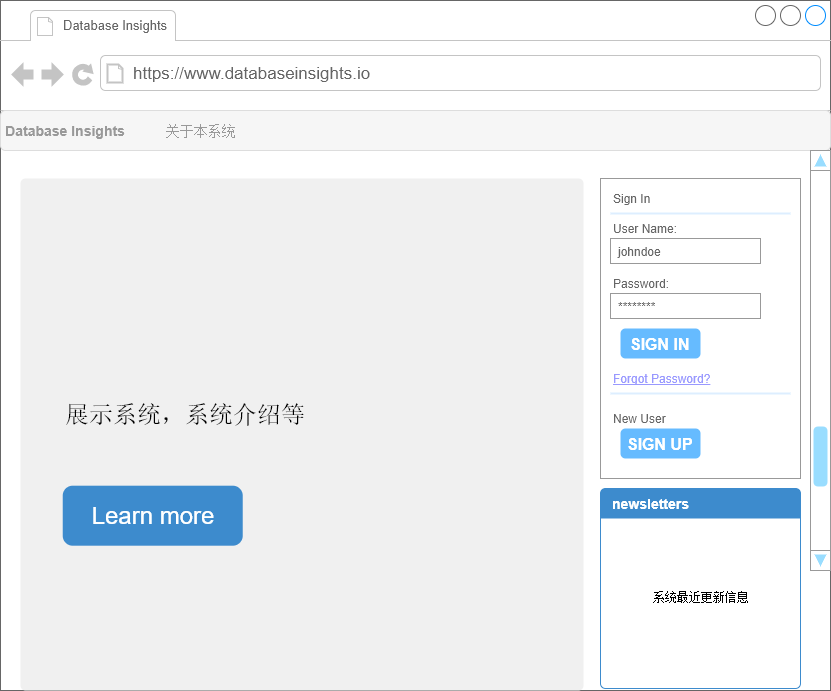 Database Insights
https://www.databaseinsights.io
Database Insights 关于本系统
展示系统，系统介绍等
Learn more
Sign In
User Name:
johndoe
Password:
********
SIGN IN
Forgot Password?
New User
SIGN UP
newsletters
系统最近更新信息